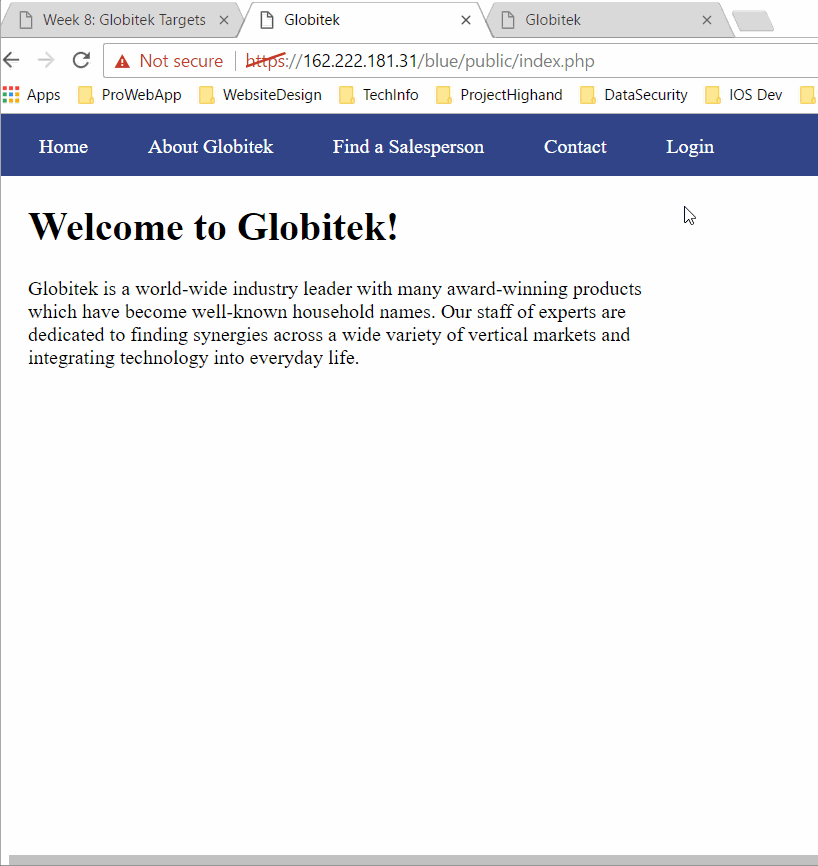 Week 8: Globitek Targets
Globitek
Globitek
Not secure https://162.222.181.31/blue/public/index.php
Apps ProWebApp WebsiteDesign TechInfo ProjectHighand DataSecurity IOS Dev
Home About Globitek Find a Salesperson Contact Login
Welcome to Globitek!
Globitek is a world-wide industry leader with many award-winning products
which have become well-known household names. Our staff of experts are
dedicated to finding synergies across a wide variety of vertical markets and
integrating technology into everyday life.